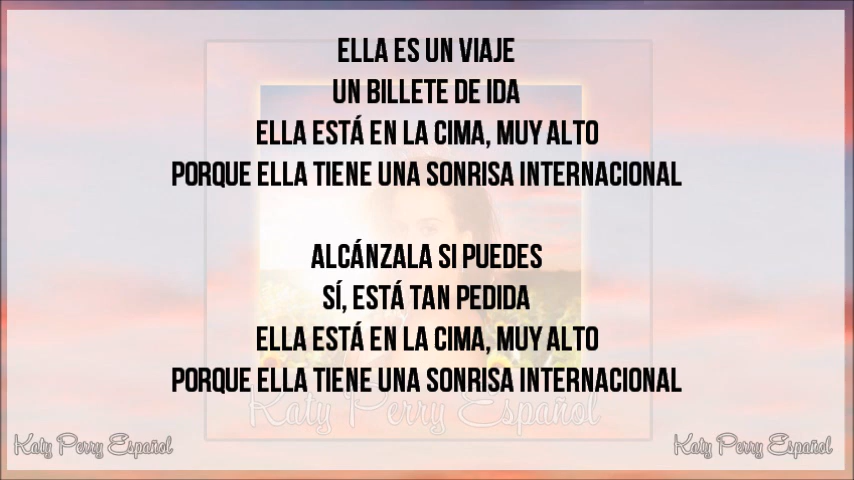 ELLA ES UN VIAJE
UN BILLETE DE IDA
ELLA ESTÁ EN LA CIMA, MUY ALTO
PORQUE ELLA TIENE UNA SONRISA INTERNACIONAL
ALCÁNZALA SI PUEDES
SÍ, ESTÁ TAN PEDIDA
ELLA ESTÁ EN LA CIMA, MUY ALTO
PORQUE ELLA TIENE UNA SONRISA INTERNACIONAL
Katy Perry Español
Katy Perry Español
Katy Perry Español